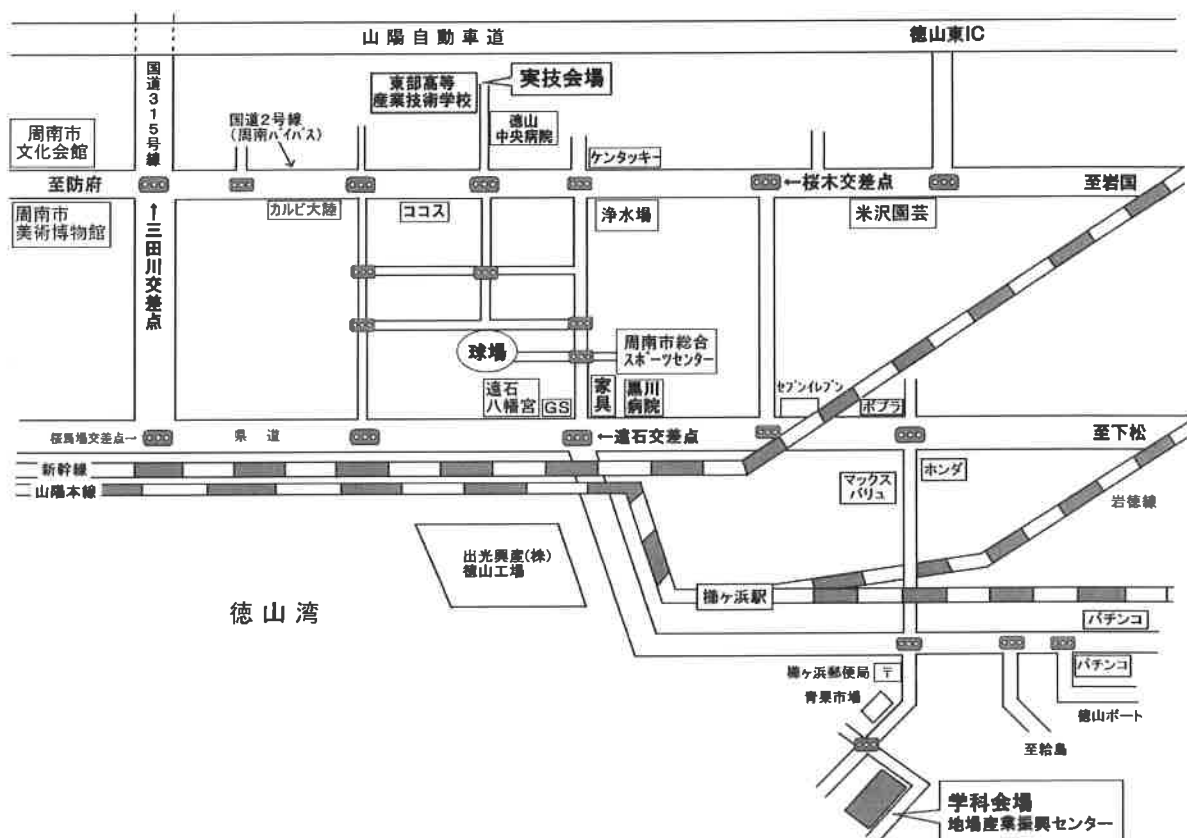 山陽自動車道
徳山東IC
国道315号線
東部高等
産業技術学校
実技会場
徳山
中央病院
国道2号線
(周南バイパス)
周南市
文化会館
ケンタッキー
至防府
←桜木交差点
至岩国
周南市
美術博物館
↑三田川交差点
カルビ大陸
ココス
浄水場
米沢園芸
球場
周南市総合
スポーツセンター
遠石
八幡宮
GS
家具
黒川
病院
セブンイレブン
ポプラ
桜馬場交差点→
県道
←遠石交差点
至下松
新幹線
山陽本線
マックス
バリュ
ホンダ
岩徳線
出光興産(株)
徳山工場
櫛ヶ浜駅
徳山湾
パチンコ
櫛ヶ浜郵便局
〒
パチンコ
青果市場
徳山ボート
至粭島
学科会場
地場産業振興センター